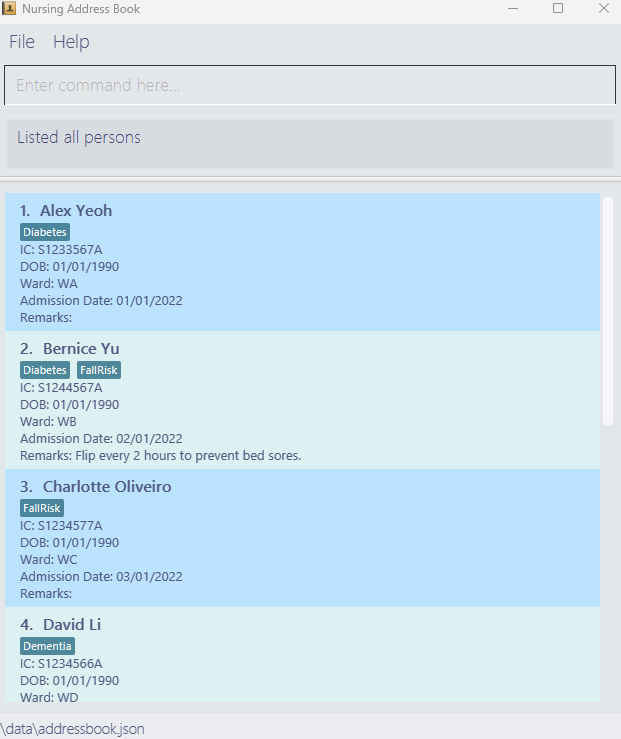 Nursing Address Book
File Help
Enter command here...
Listed all persons
1. Alex Yeoh
Diabetes
IC: S1233567A
DOB: 01/01/1990
Ward: WA
Admission Date: 01/01/2022
Remarks:
2. Bernice Yu
Diabetes FallRisk
IC: S1244567A
DOB: 01/01/1990
Ward: WB
Admission Date: 02/01/2022
Remarks: Flip every 2 hours to prevent bed sores.
3. Charlotte Oliveiro
FallRisk
IC: S1234577A
DOB: 01/01/1990
Ward: WC
Admission Date: 03/01/2022
Remarks:
4. David Li
Dementia
IC: S1234566A
DOB: 01/01/1990
Ward: WD
\data\addressbook.json